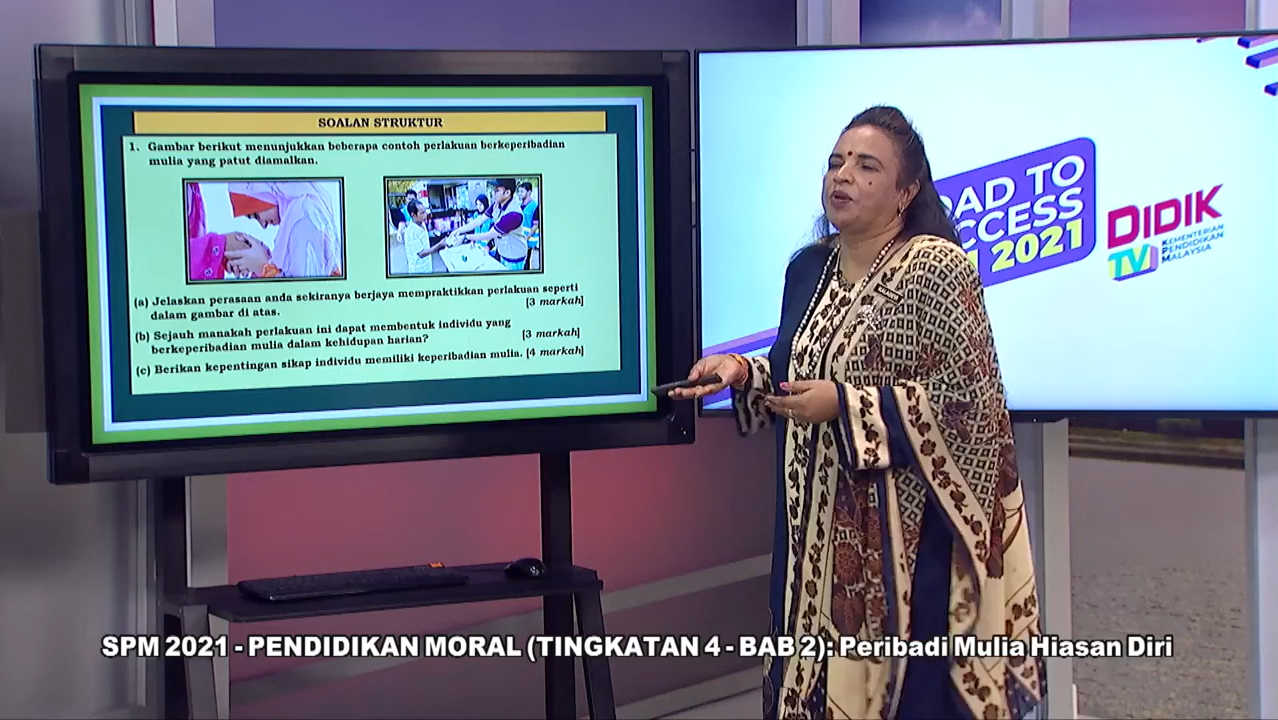 SOALAN STRUKTUR
1. Gambar berikut menunjukkan beberapa contoh perlakuan berkeperibadian
mulia yang patut diamalkan.
(a) Jelaskan perasaan anda sekiranya berjaya mempraktikkan perlakuan seperti
dalam gambar di atas. [3 markah]
(b) Sejauh manakah perlakuan ini dapat membentuk individu yang
berkeperibadian mulia dalam kehidupan harian? [3 markah]
(c) Berikan kepentingan sikap individu memiliki keperibadian mulia. [4 markah]
OAD TO
CCESS
2021
DIDIK
TV
KEMENTERIAN
PENDIDIKAN
MALAYSIA
SPM 2021 - PENDIDIKAN MORAL (TINGKATAN 4 - BAB 2): Peribadi Mulia Hiasan Diri